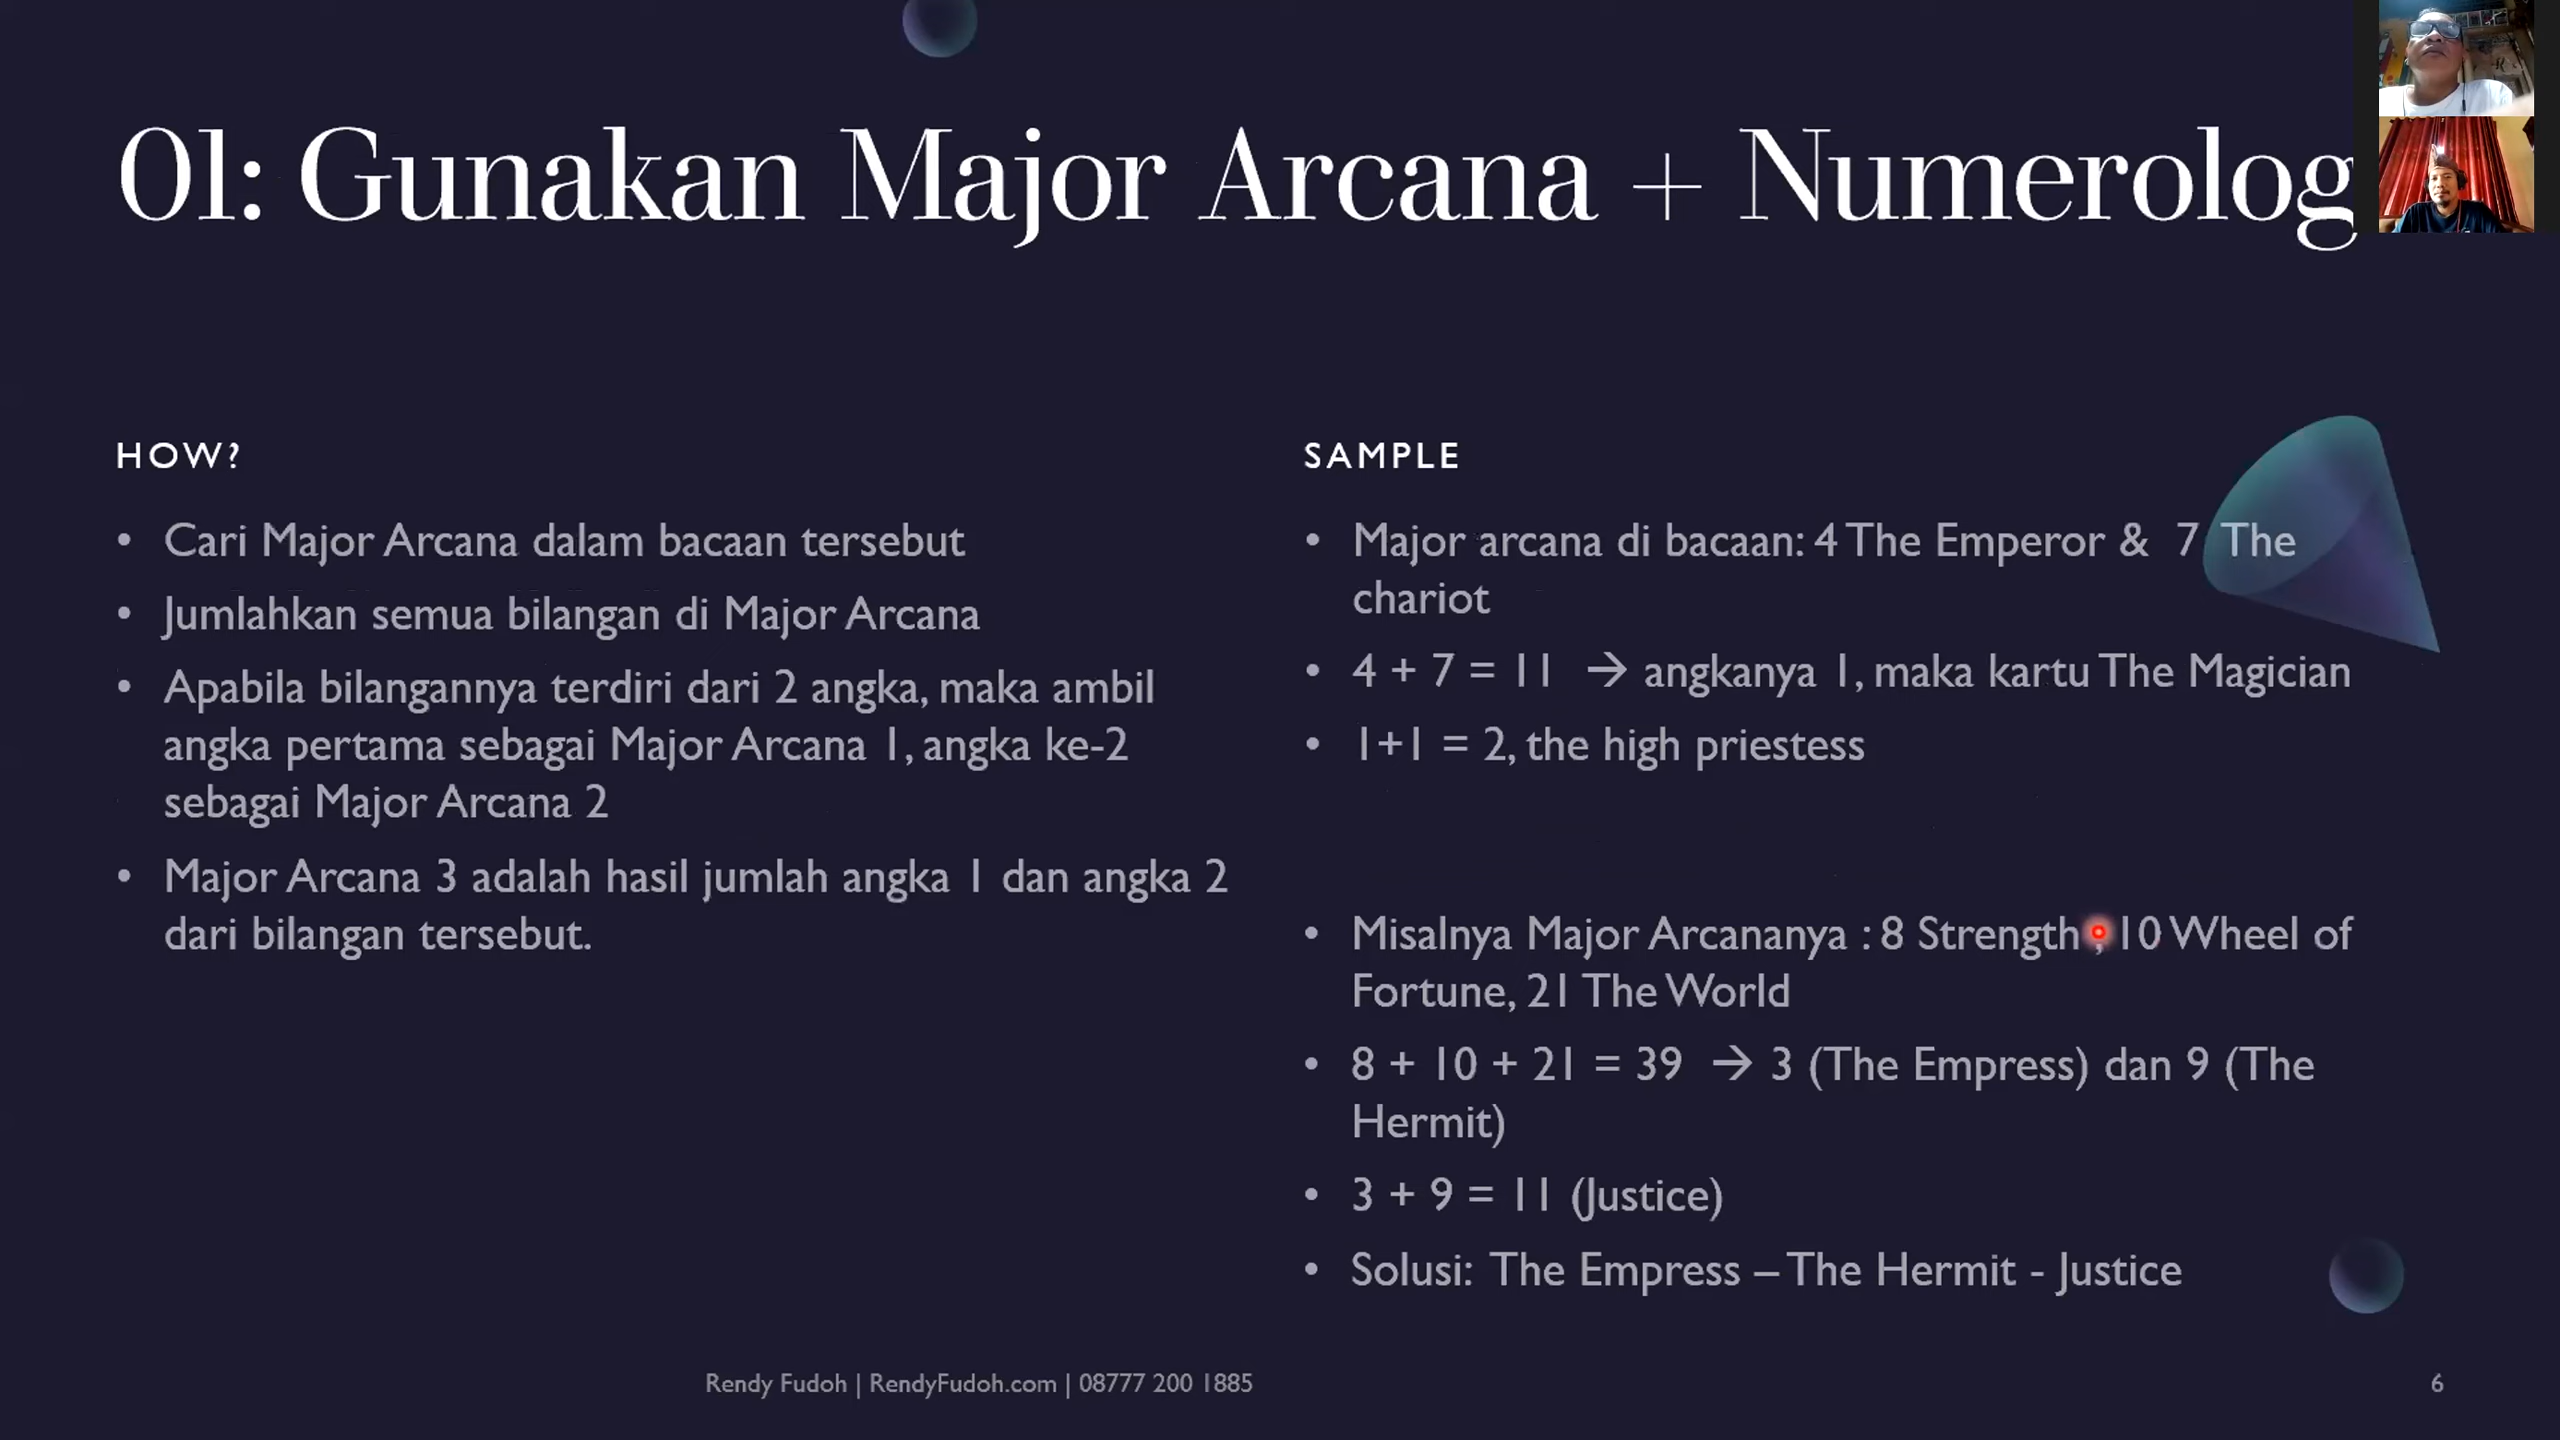 01: Gunakan Major Arcana + Numerolog
HOW?
• Cari Major Arcana dalam bacaan tersebut
• Jumlahkan semua bilangan di Major Arcana
• Apabila bilangannya terdiri dari 2 angka, maka ambil
angka pertama sebagai Major Arcana 1, angka ke-2
sebagai Major Arcana 2
• Major Arcana 3 adalah hasil jumlah angka 1 dan angka 2
dari bilangan tersebut.
SAMPLE
• Major arcana di bacaan: 4 The Emperor & 7 The
chariot
• 4 + 7 = 11 → angkanya 1, maka kartu The Magician
• 1+1 = 2, the high priestess
• Misalnya Major Arcananya : 8 Strength , 10 Wheel of
Fortune, 21 The World
• 8 + 10 + 21 = 39 → 3 (The Empress) dan 9 (The
Hermit)
• 3 + 9 = 11 (Justice)
• Solusi: The Empress – The Hermit - Justice
Rendy Fudoh | RendyFudoh.com | 08777 200 1885
6